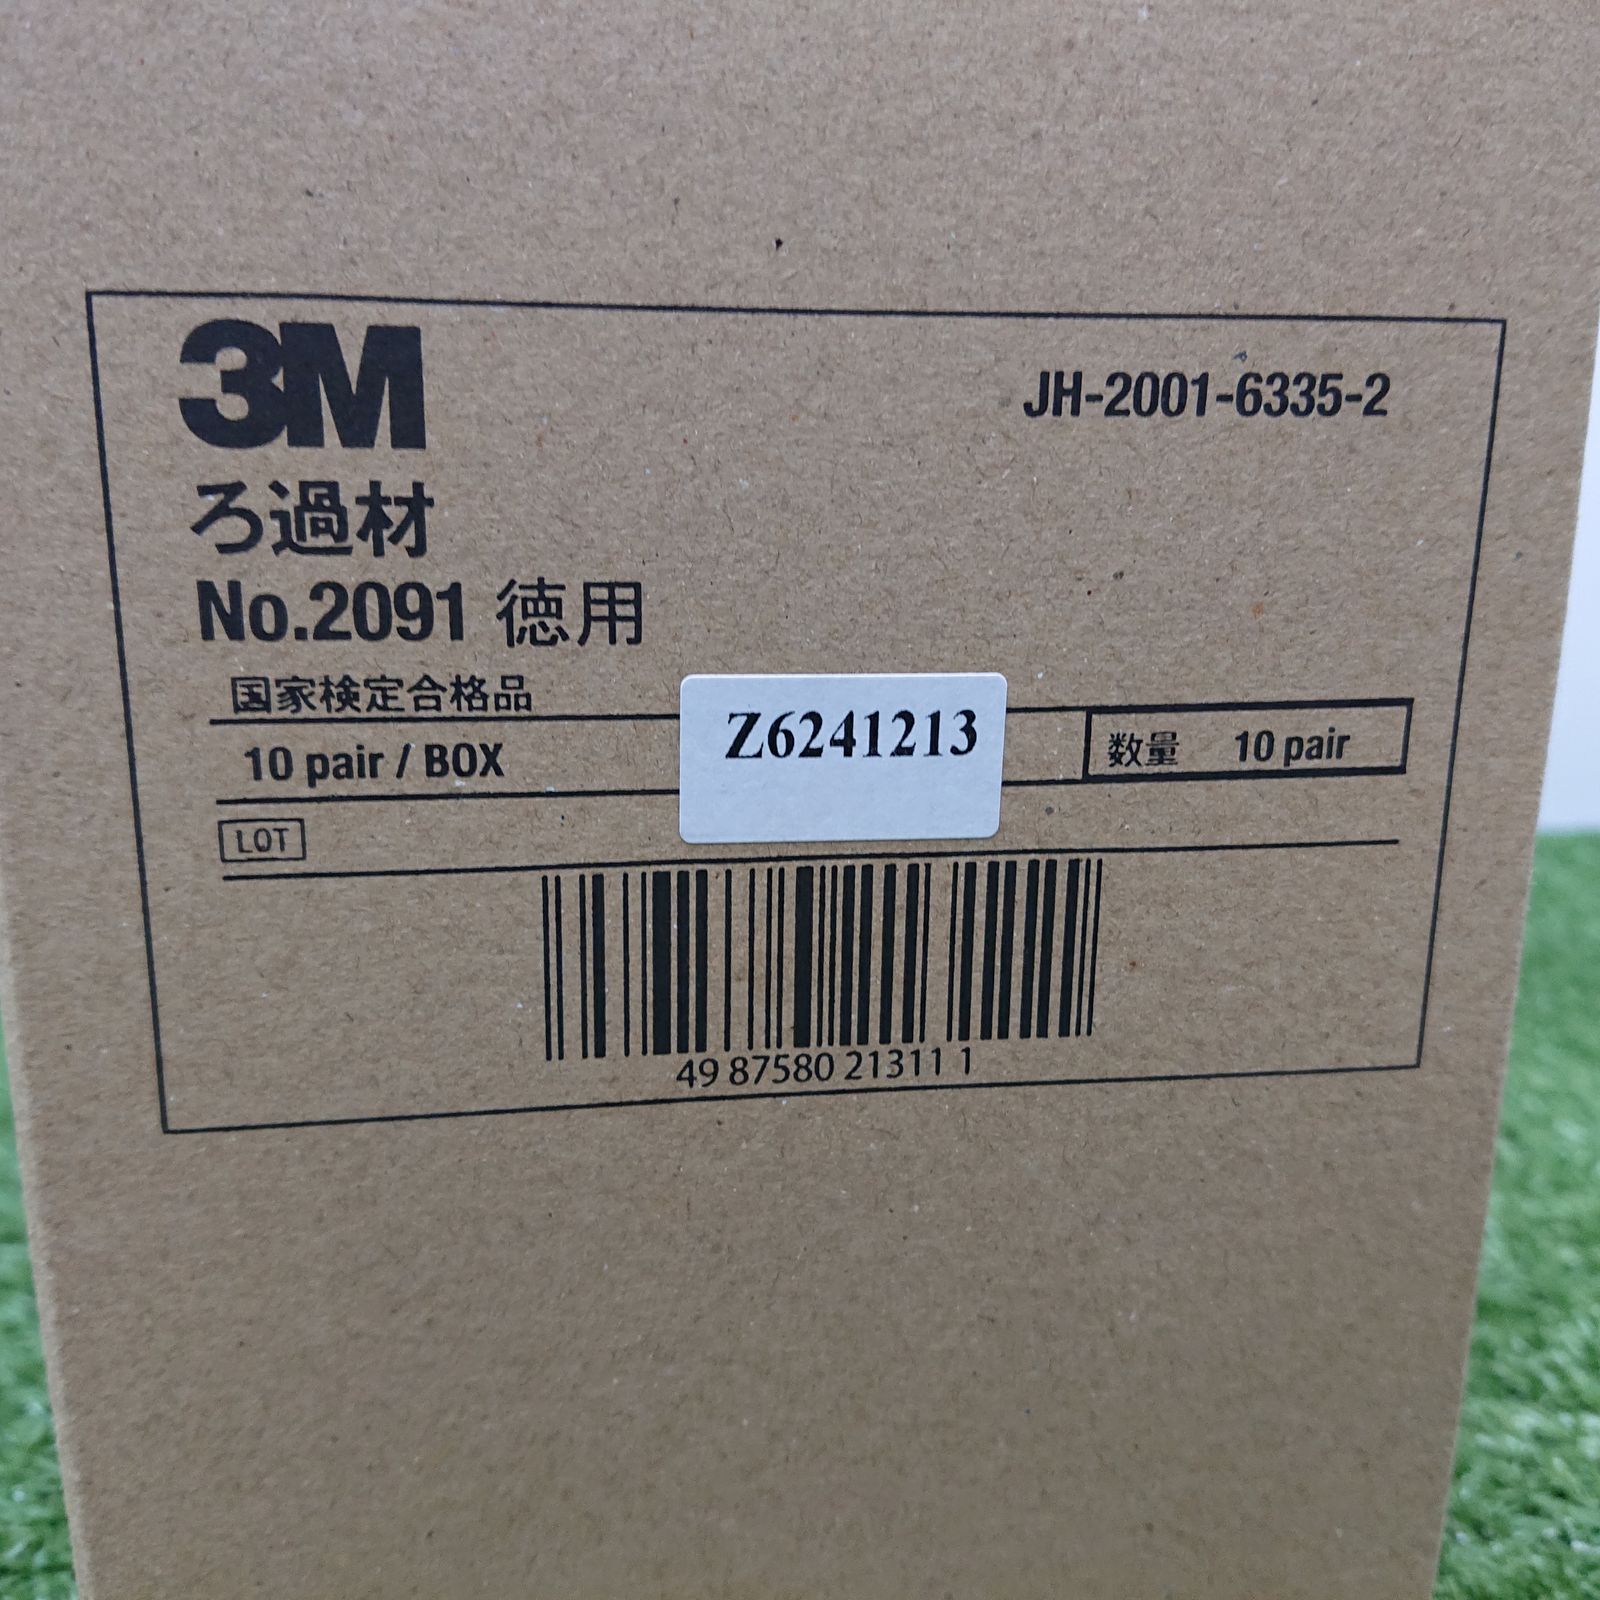 3M
JH-2001-6335-2
ろ過材
No.2091 徳用
国家検定合格品
10 pair / BOX
Z6241213
数量 10 pair
LOT
49 87580 21311 1